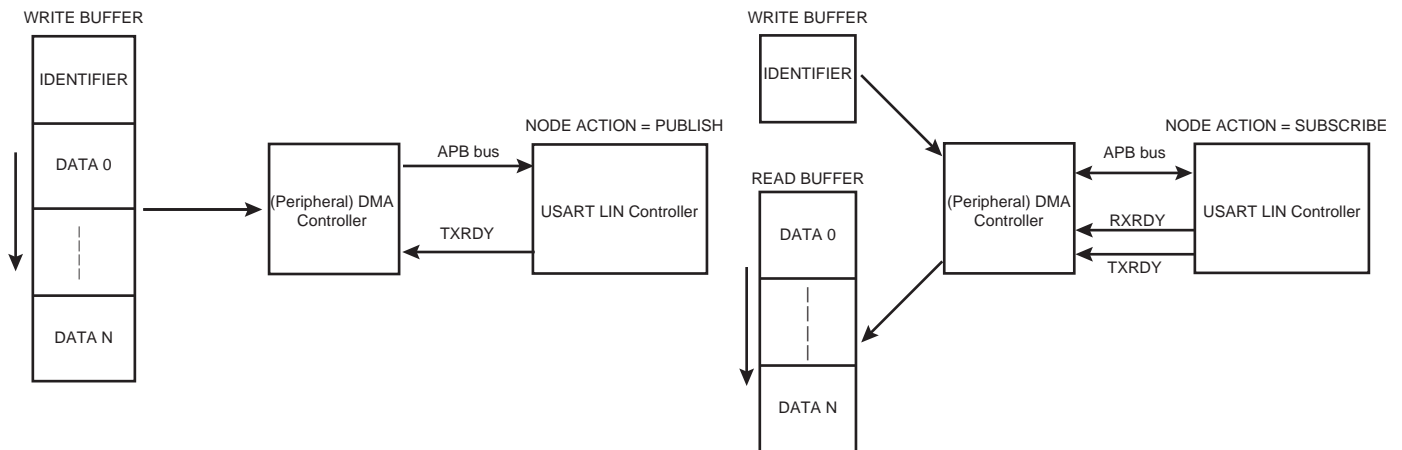 WRITE BUFFER
IDENTIFIER
DATA 0
DATA N
(Peripheral) DMA
Controller
APB bus
TXRDY
NODE ACTION = PUBLISH
USART LIN Controller
WRITE BUFFER
IDENTIFIER
READ BUFFER
DATA 0
DATA N
(Peripheral) DMA
Controller
APB bus
RXRDY
TXRDY
NODE ACTION = SUBSCRIBE
USART LIN Controller